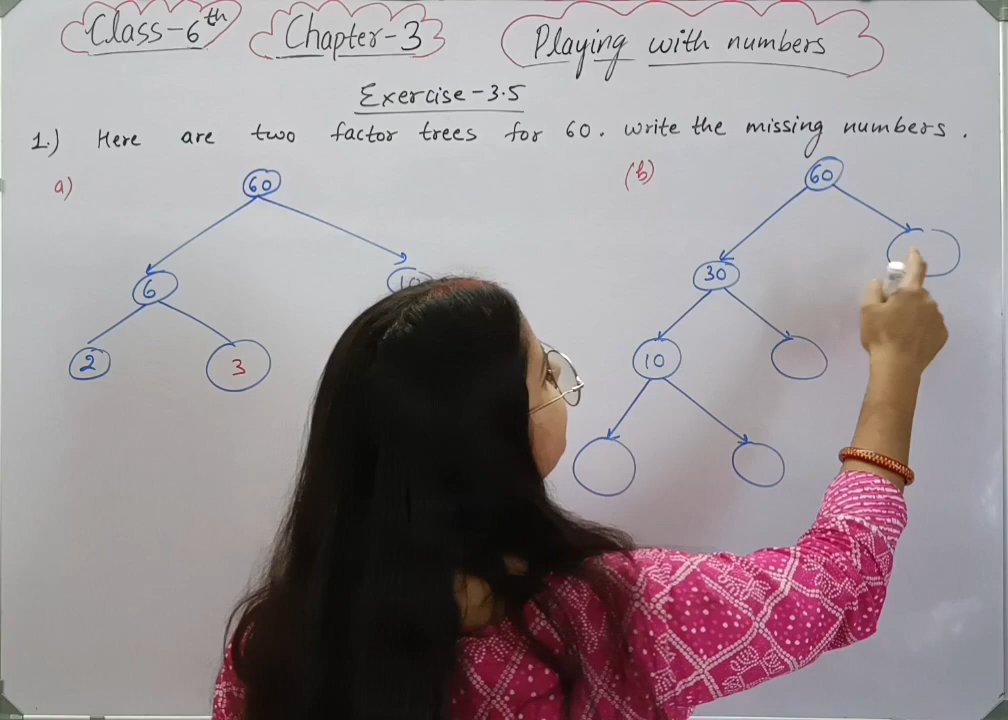 Class-6th Chapter-3 Playing with numbers
Exercise-3.5
1.) Here are two factor trees for 60. write the missing numbers.
a) 60 (b) 60
6 10 30
2 3 10